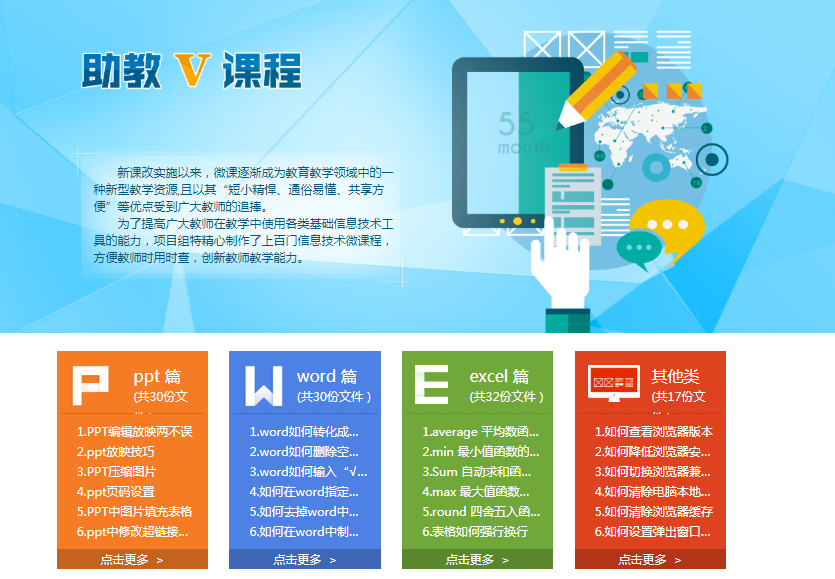 助教 V 课程
55
month
新课改实施以来，微课逐渐成为教育教学领域中的一
种新型教学资源,且以其“短小精悍、通俗易懂、共享方
便”等优点受到广大教师的追捧。
为了提高广大教师在教学中使用各类基础信息技术工
具的能力，项目组特精心制作了上百门信息技术微课程，
方便教师时用时查，创新教师教学能力。
P ppt 篇
(共30份文
1.PPT编辑放映两不误
2.ppt放映技巧
3.PPT压缩图片
4.ppt页码设置
5.PPT中图片填充表格
6.ppt中修改超链接...
点击更多 >
W word 篇
(共30份文件 )
1.word如何转化成...
2.word如何删除空...
3.word如何输入“√...
4.如何在word指定...
5.如何去掉word中...
6.如何在word中制...
点击更多 >
E excel 篇
(共32份文件 )
1.average 平均数函...
2.min 最小值函数的...
3.Sum 自动求和函...
4.max 最大值函数...
5.round 四舍五入函...
6.表格如何强行换行
点击更多 >
其他类
(共17份文
1.如何查看浏览器版本
2.如何降低浏览器安...
3.如何切换浏览器兼...
4.如何清除电脑本地...
5.如何清除浏览器缓存
6.如何设置弹出窗口...
点击更多 >